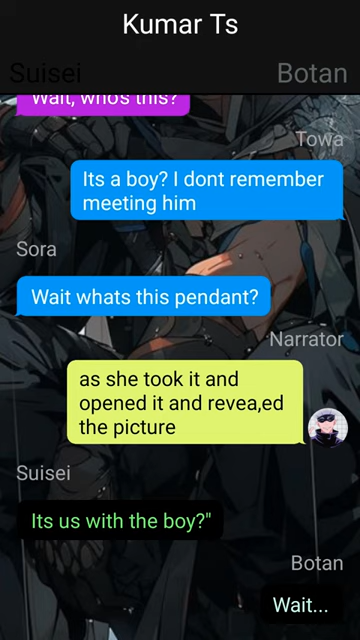 Kumar Ts
Suisei
Botan
Wait, who's this?
Towa
Its a boy? I dont remember
meeting him
Sora
Wait whats this pendant?
Narrator
as she took it and
opened it and revea,ed
the picture
Suisei
Its us with the boy?"
Botan
Wait...